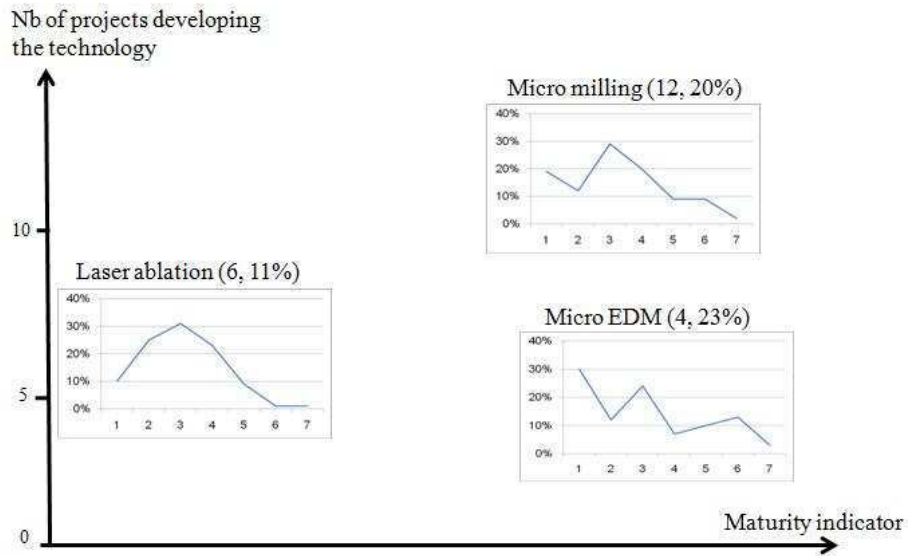 Nb of projects developing
the technology
Micro milling (12, 20%)
40%
30%
20%
10%
0%
1 2 3 4 5 6 7
10
Laser ablation (6, 11%)
40%
30%
20%
10%
0%
1 2 3 4 5 6 7
Micro EDM (4, 23%)
40%
30%
20%
10%
0%
1 2 3 4 5 6 7
5
0
Maturity indicator